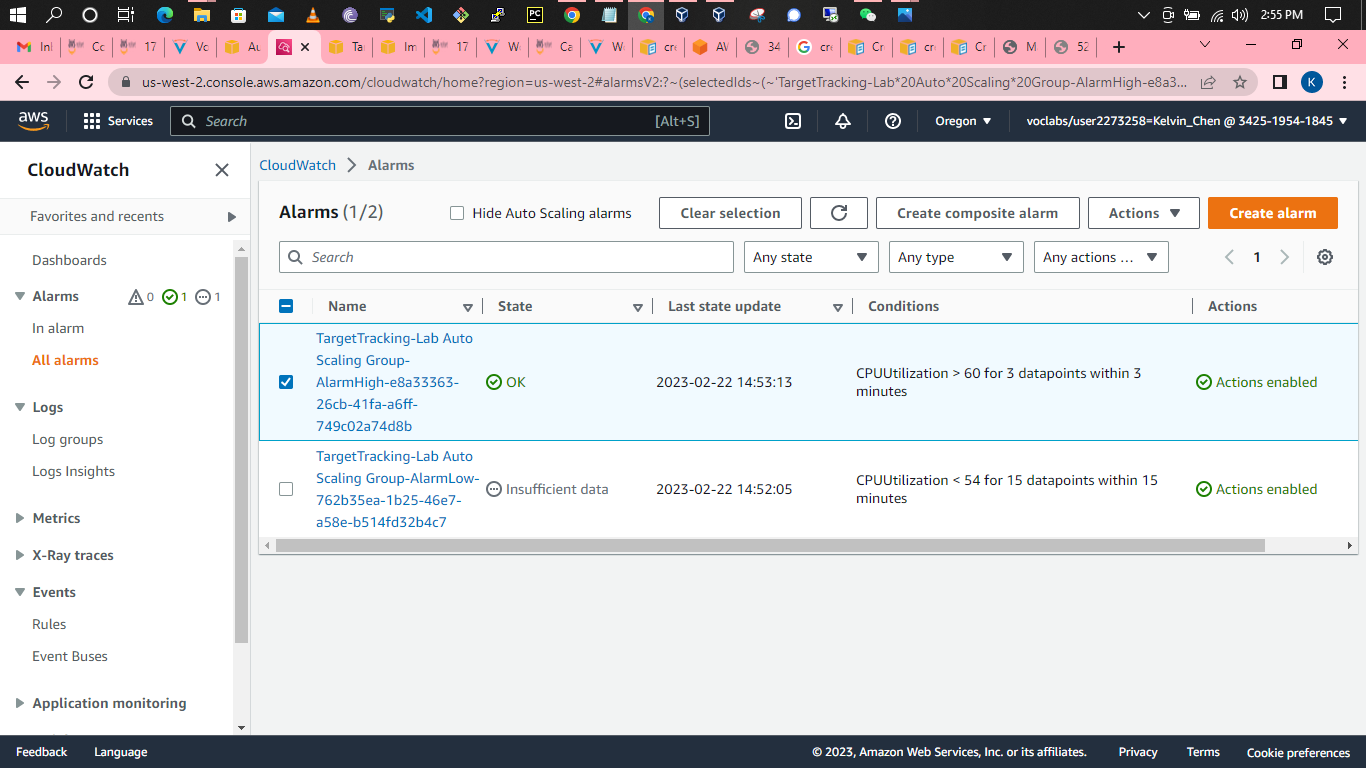 PC
2:55 PM
Inl
Co
17
Vo
Au
Ta
Im
17
W
Ca
W
cre
AV
34
cre
Cr
cre
Cr
M
52
us-west-2.console.aws.amazon.com/cloudwatch/home?region=us-west-2#alarmsV2:?~(selectedIds~(~'TargetTracking-Lab*20Auto*20Scaling*20Group-AlarmHigh-e8a3...
K
aws
Services
Search
[Alt+S]
Oregon
voclabs/user2273258=Kelvin_Chen @ 3425-1954-1845
CloudWatch
Favorites and recents
Dashboards
Alarms 0 1 1
In alarm
All alarms
Logs
Log groups
Logs Insights
Metrics
X-Ray traces
Events
Rules
Event Buses
Application monitoring
CloudWatch > Alarms
Alarms (1/2)
Hide Auto Scaling alarms
Clear selection
Create composite alarm
Actions
Create alarm
Search
Any state
Any type
Any actions ...
1
Name
State
Last state update
Conditions
Actions
TargetTracking-Lab Auto
Scaling Group-
AlarmHigh-e8a33363-
26cb-41fa-a6ff-
749c02a74d8b
OK
2023-02-22 14:53:13
CPUUtilization > 60 for 3 datapoints within 3
minutes
Actions enabled
TargetTracking-Lab Auto
Scaling Group-AlarmLow-
762b35ea-1b25-46e7-
a58e-b514fd32b4c7
Insufficient data
2023-02-22 14:52:05
CPUUtilization < 54 for 15 datapoints within 15
minutes
Actions enabled
Feedback
Language
© 2023, Amazon Web Services, Inc. or its affiliates.
Privacy
Terms
Cookie preferences